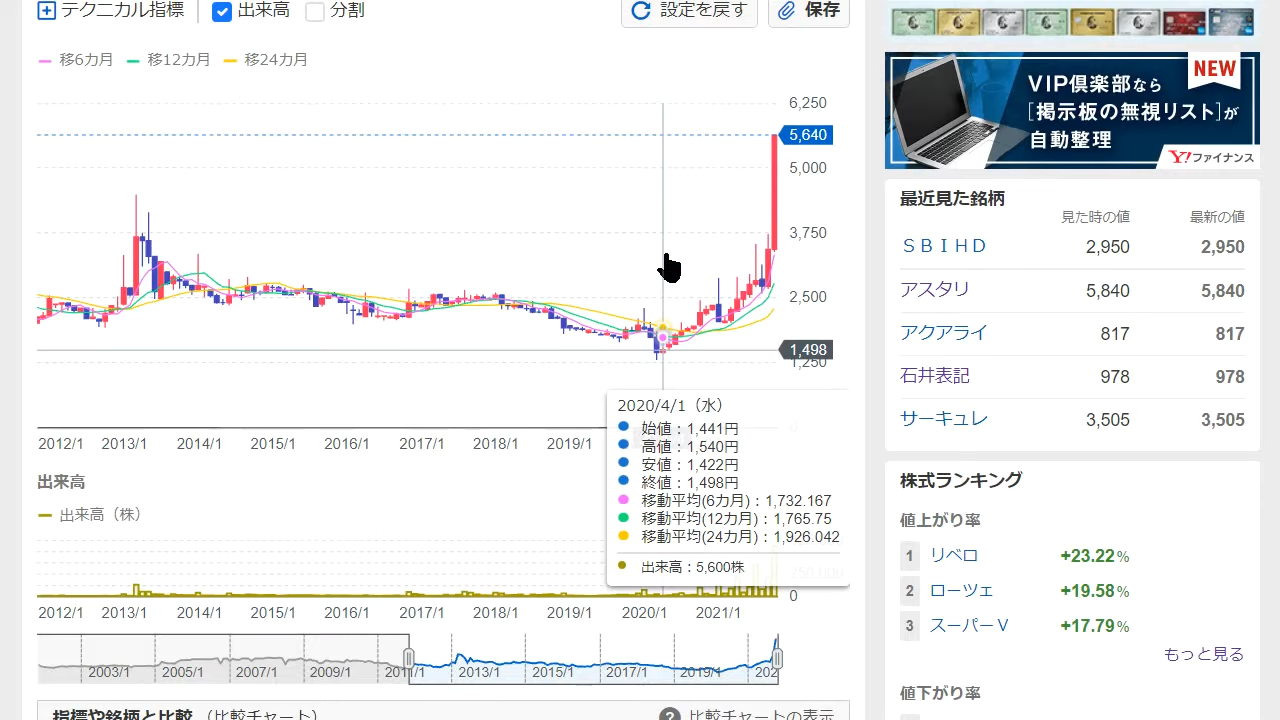 テクニカル指標 出来高 分割 設定を戻す 保存
移6カ月 移12カ月 移24カ月
6,250
5,640
5,000
3,750
2,500
1,498
1,250
2012/1 2013/1 2014/1 2015/1 2016/1 2017/1 2018/1 2019/1
2020/4/1（水）
始値：1,441円
高値：1,540円
安値：1,422円
終値：1,498円
移動平均(6カ月)：1,732.167
移動平均(12カ月)：1,765.75
移動平均(24カ月)：1,926.042
出来高：5,600株
出来高
出来高（株）
250,000
0
2012/1 2013/1 2014/1 2015/1 2016/1 2017/1 2018/1 2019/1 2020/1 2021/1
2003/1 2005/1 2007/1 2009/1 2011/1 2013/1 2015/1 2017/1 2019/1 202
指標や銘柄と比較 （比較チャート） ? 比較チャートの表示
NEW
VIP倶楽部なら
[掲示板の無視リスト]が
自動整理
Y!ファイナンス
最近見た銘柄
見た時の値 最新の値
ＳＢＩＨＤ 2,950 2,950
アスタリ 5,840 5,840
アクアライ 817 817
石井表記 978 978
サーキュレ 3,505 3,505
株式ランキング
値上がり率
1 リベロ +23.22%
2 ローツェ +19.58%
3 スーパーＶ +17.79%
もっと見る
値下がり率